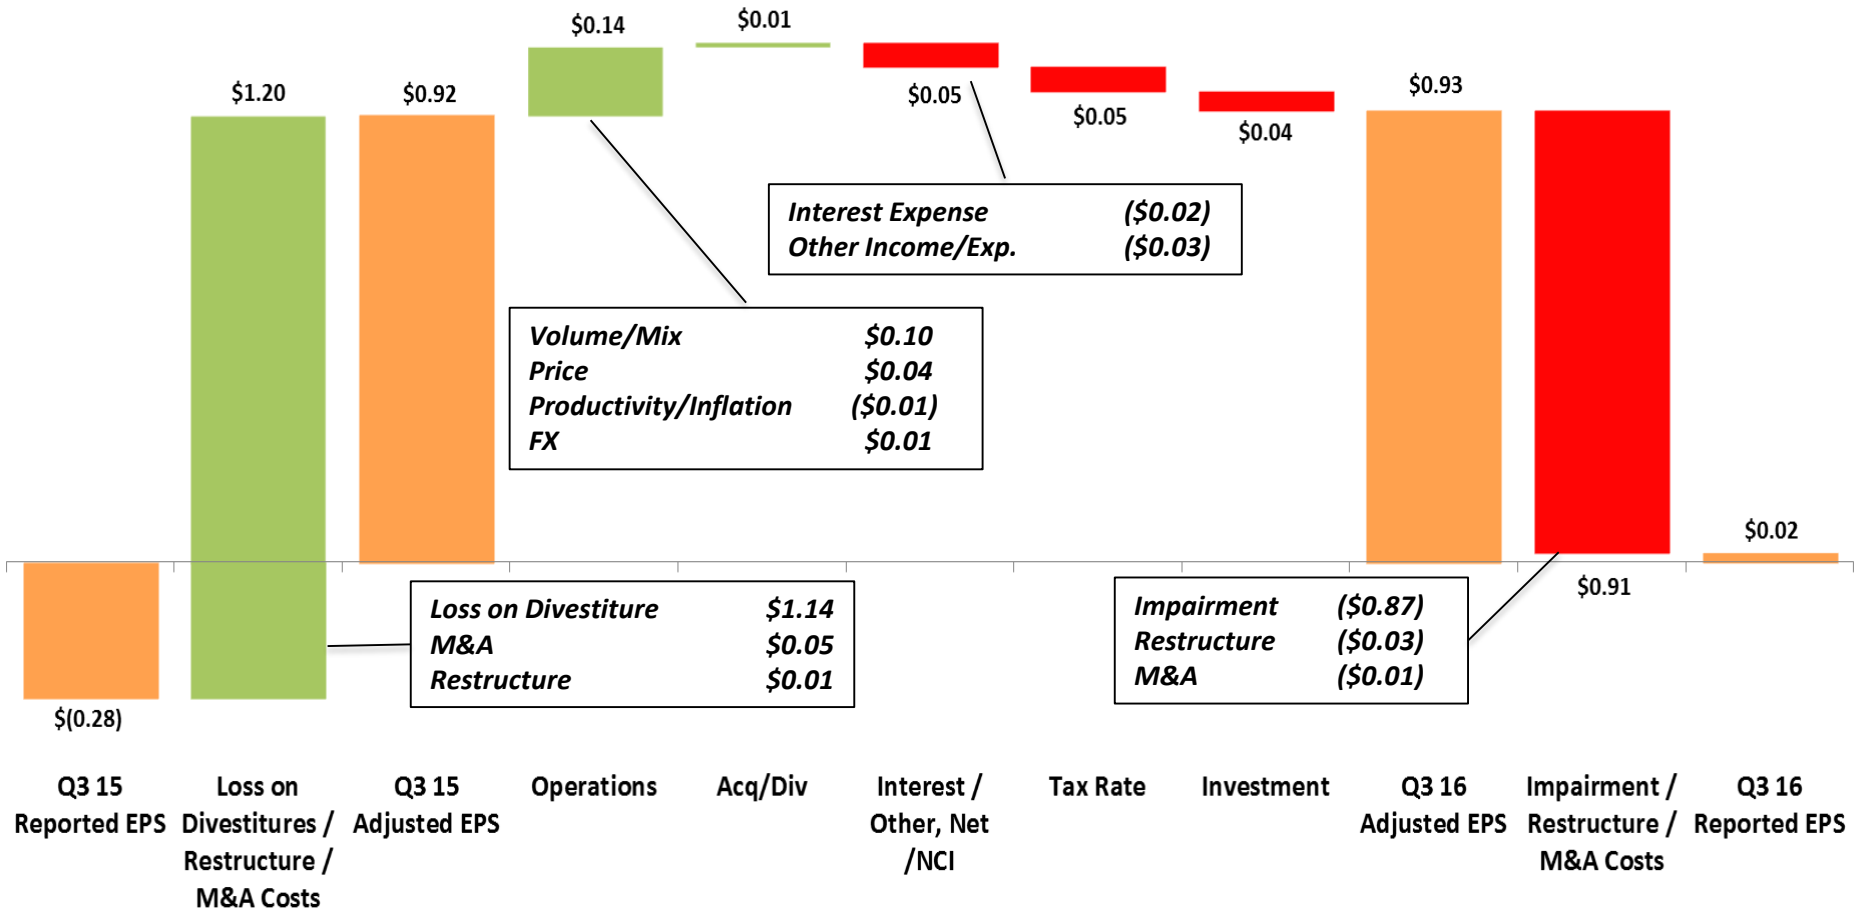 $0.14
$0.01
$1.20
$0.92
$0.05
$0.05
$0.04
$0.93
Interest Expense ($0.02)
Other Income/Exp. ($0.03)
Volume/Mix $0.10
Price $0.04
Productivity/Inflation ($0.01)
FX $0.01
$0.02
$0.91
Loss on Divestiture $1.14
M&A $0.05
Restructure $0.01
Impairment ($0.87)
Restructure ($0.03)
M&A ($0.01)
$(0.28)
Q3 15
Reported EPS
Loss on
Divestitures /
Restructure /
M&A Costs
Q3 15
Adjusted EPS
Operations
Acq/Div
Interest /
Other, Net
/NCI
Tax Rate
Investment
Q3 16
Adjusted EPS
Impairment /
Restructure /
M&A Costs
Q3 16
Reported EPS